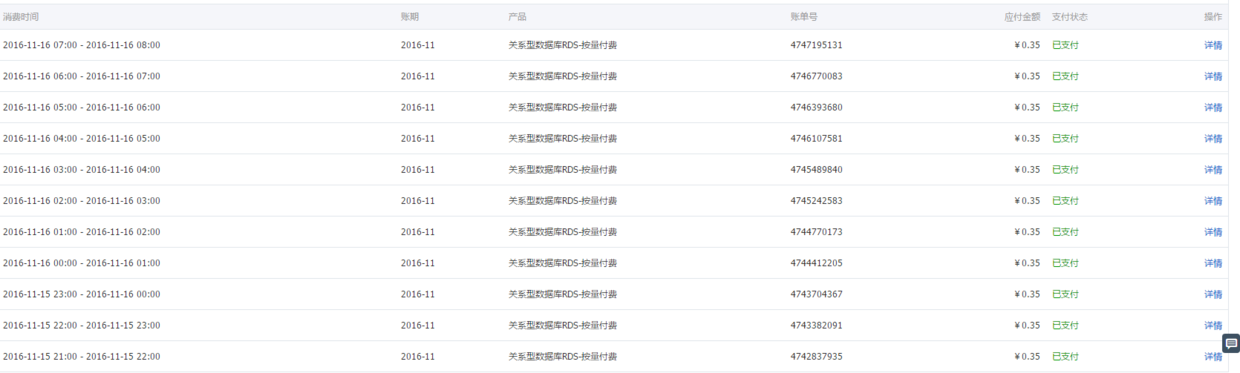 消费时间 账期 产品 账单号 应付金额 支付状态 操作
2016-11-16 07:00 - 2016-11-16 08:00 2016-11 关系型数据库RDS-按量付费 4747195131 ¥0.35 已支付 详情
2016-11-16 06:00 - 2016-11-16 07:00 2016-11 关系型数据库RDS-按量付费 4746770083 ¥0.35 已支付 详情
2016-11-16 05:00 - 2016-11-16 06:00 2016-11 关系型数据库RDS-按量付费 4746393680 ¥0.35 已支付 详情
2016-11-16 04:00 - 2016-11-16 05:00 2016-11 关系型数据库RDS-按量付费 4746107581 ¥0.35 已支付 详情
2016-11-16 03:00 - 2016-11-16 04:00 2016-11 关系型数据库RDS-按量付费 4745489840 ¥0.35 已支付 详情
2016-11-16 02:00 - 2016-11-16 03:00 2016-11 关系型数据库RDS-按量付费 4745242583 ¥0.35 已支付 详情
2016-11-16 01:00 - 2016-11-16 02:00 2016-11 关系型数据库RDS-按量付费 4744770173 ¥0.35 已支付 详情
2016-11-16 00:00 - 2016-11-16 01:00 2016-11 关系型数据库RDS-按量付费 4744412205 ¥0.35 已支付 详情
2016-11-15 23:00 - 2016-11-16 00:00 2016-11 关系型数据库RDS-按量付费 4743704367 ¥0.35 已支付 详情
2016-11-15 22:00 - 2016-11-15 23:00 2016-11 关系型数据库RDS-按量付费 4743382091 ¥0.35 已支付 详情
2016-11-15 21:00 - 2016-11-15 22:00 2016-11 关系型数据库RDS-按量付费 4742837935 ¥0.35 已支付 详情